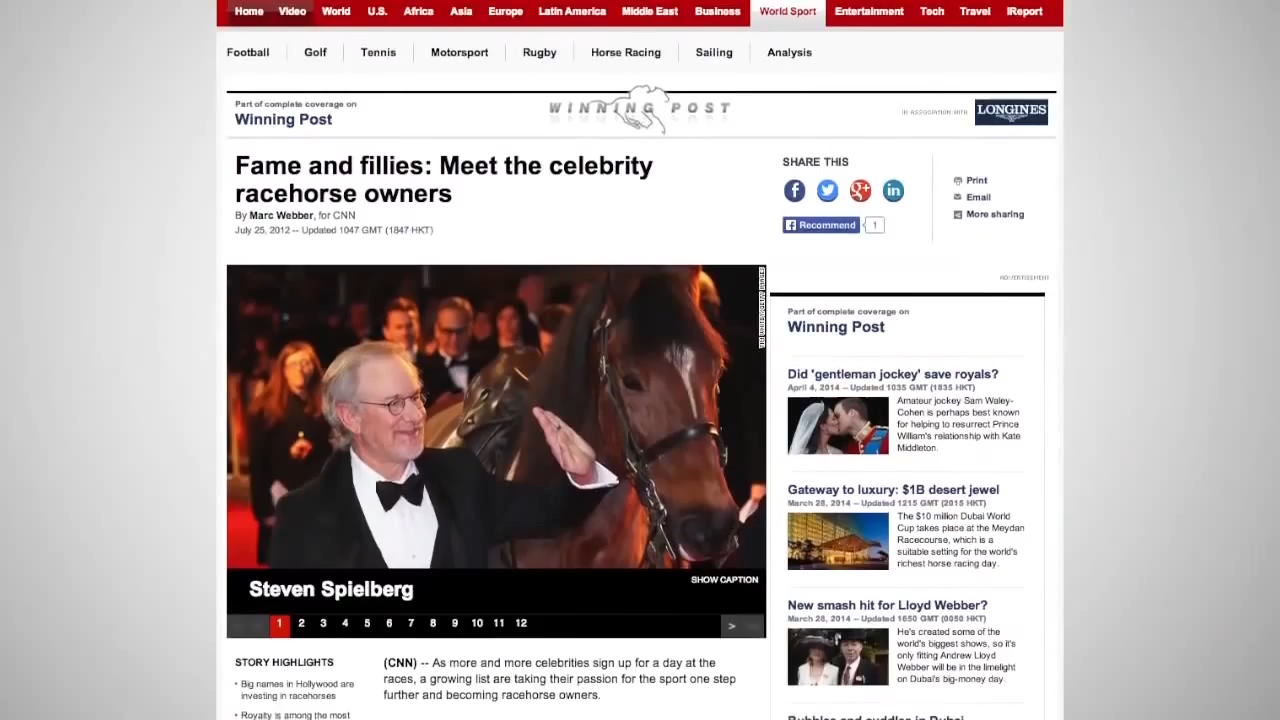 Home Video World U.S. Africa Asia Europe Latin America Middle East Business World Sport Entertainment Tech Travel iReport
Football Golf Tennis Motorsport Rugby Horse Racing Sailing Analysis
Part of complete coverage on
Winning Post
WINNING POST
IN ASSOCIATION WITH
LONGINES
Fame and fillies: Meet the celebrity
racehorse owners
By Marc Webber, for CNN
July 25, 2012 -- Updated 1047 GMT (1847 HKT)
SHARE THIS
Recommend 1
Print
Email
More sharing
Steven Spielberg
SHOW CAPTION
1 2 3 4 5 6 7 8 9 10 11 12 >
STORY HIGHLIGHTS
• Big names in Hollywood are
investing in racehorses
• Royalty is among the most
(CNN) -- As more and more celebrities sign up for a day at the
races, a growing list are taking their passion for the sport one step
further and becoming racehorse owners.
ADVERTISEMENT
Part of complete coverage on
Winning Post
Did 'gentleman jockey' save royals?
April 4, 2014 -- Updated 1035 GMT (1835 HKT)
Amateur jockey Sam Waley-
Cohen is perhaps best known
for helping to resurrect Prince
William's relationship with Kate
Middleton.
Gateway to luxury: $1B desert jewel
March 28, 2014 -- Updated 1215 GMT (2015 HKT)
The $10 million Dubai World
Cup takes place at the Meydan
Racecourse, which is a
suitable setting for the world's
richest horse racing day.
New smash hit for Lloyd Webber?
March 28, 2014 -- Updated 1650 GMT (0050 HKT)
He's created some of the
world's biggest shows, so it's
only fitting Andrew Lloyd
Webber will be in the limelight
on Dubai's big-money day.